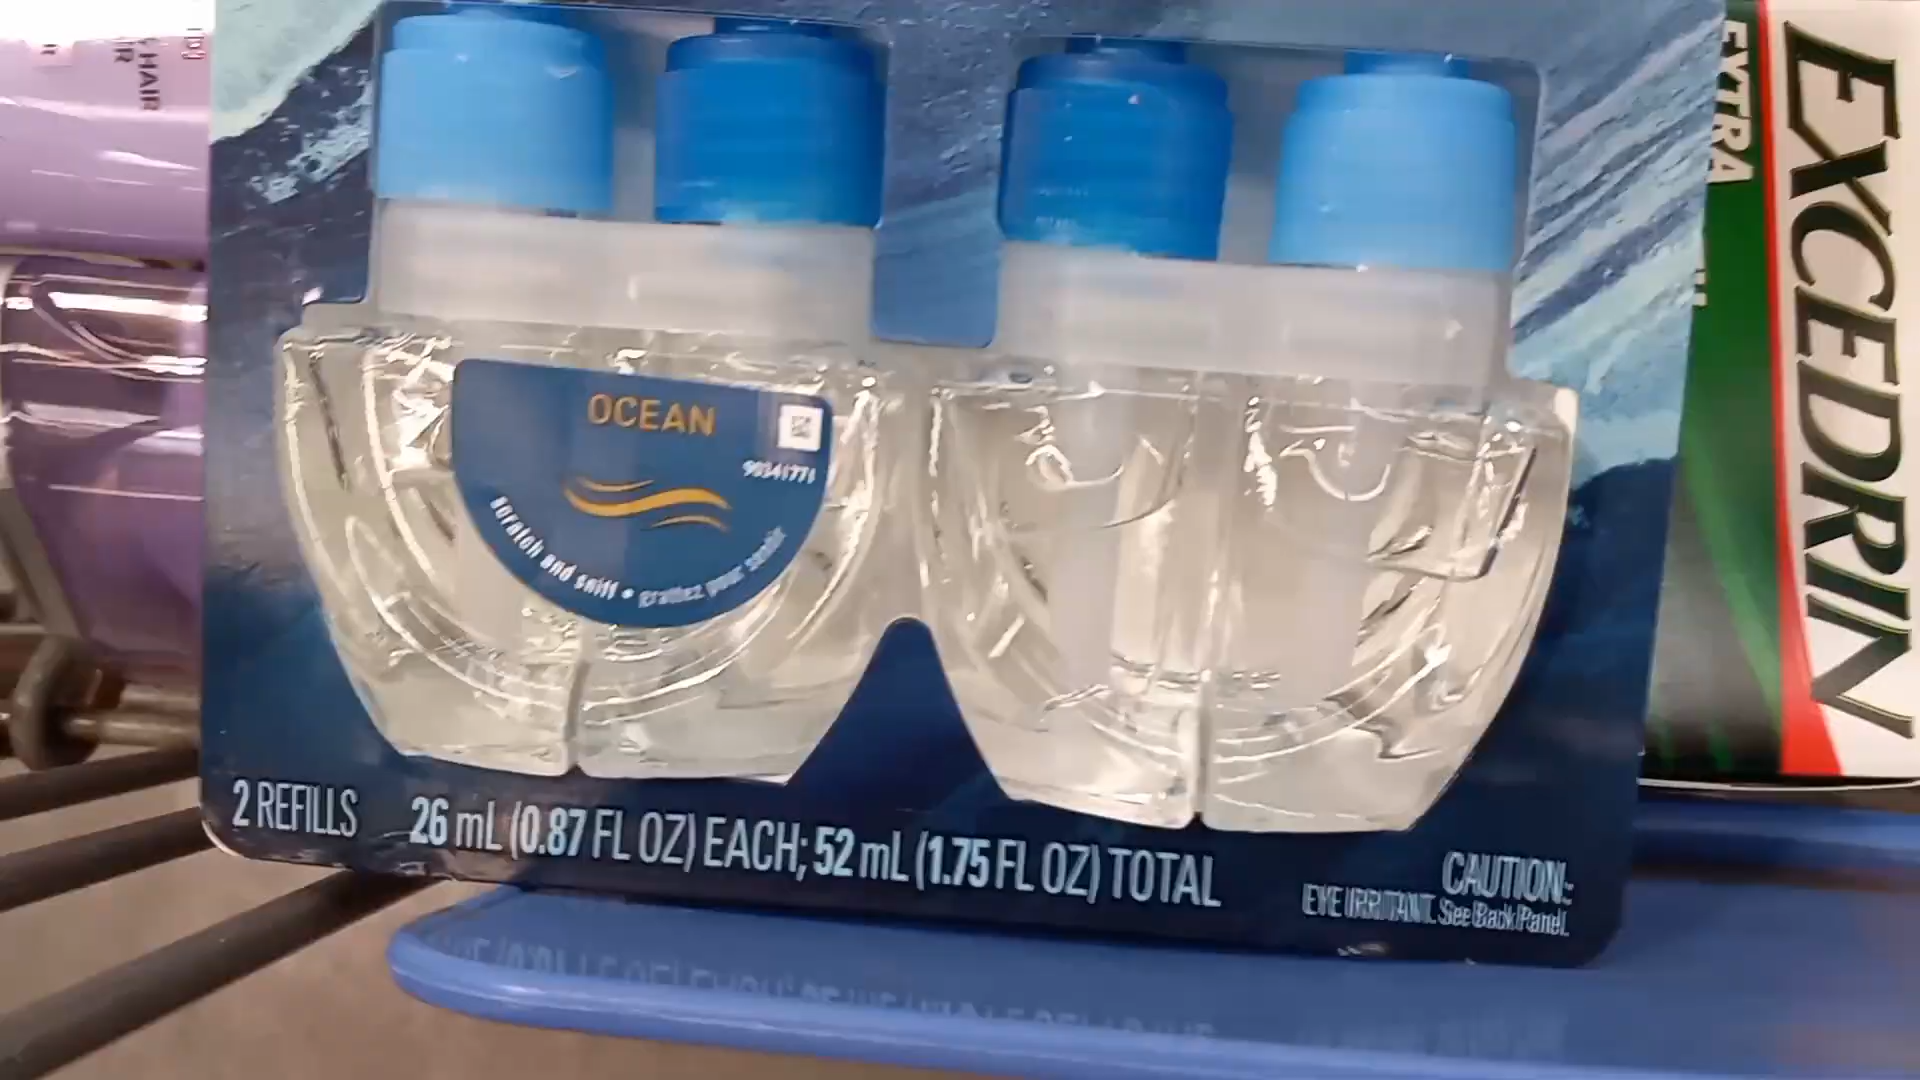 HAIR
EXTRA
EXCEDRIN
OCEAN
90341771
scratch and sniff • grattez pour sentir
2 REFILLS
26 mL (0.87 FL OZ) EACH; 52 mL (1.75 FL OZ) TOTAL
CAUTION:
EYE IRRITANT. See Back Panel.